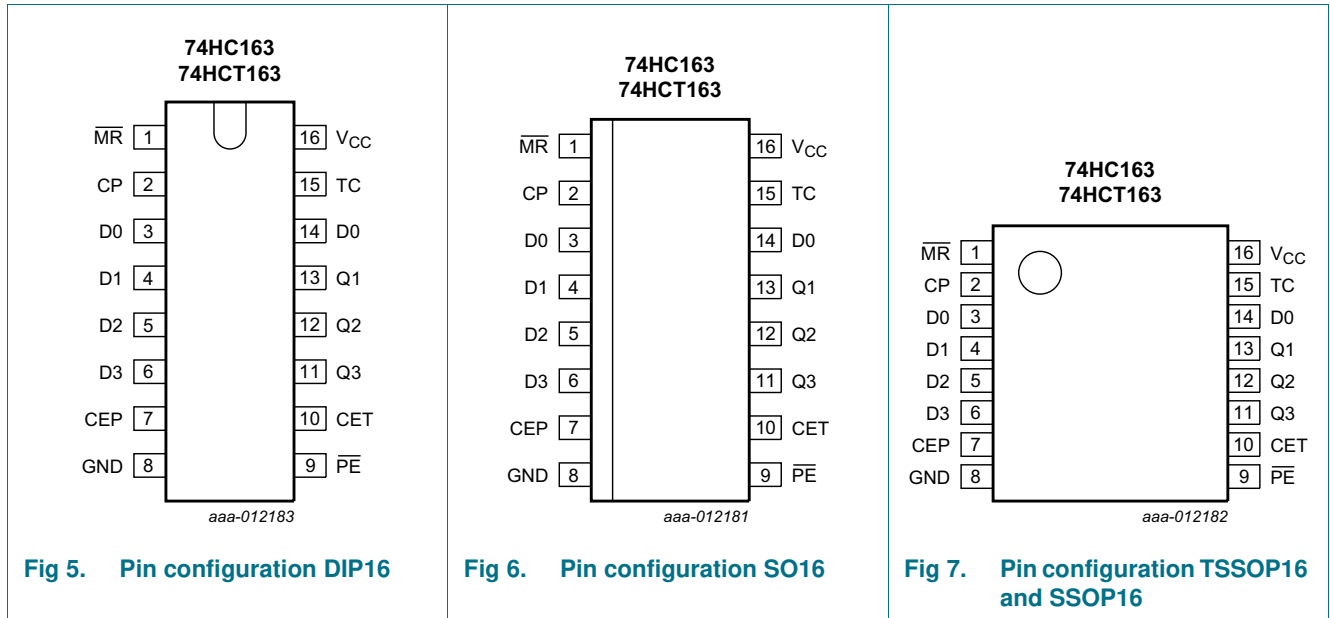 74HC163
74HCT163
M̅R̅ 1
16 VCC
CP 2
15 TC
D0 3
14 D0
D1 4
13 Q1
D2 5
12 Q2
D3 6
11 Q3
CEP 7
10 CET
GND 8
9 P̅E̅
aaa-012183
Fig 5. Pin configuration DIP16
74HC163
74HCT163
M̅R̅ 1
16 VCC
CP 2
15 TC
D0 3
14 D0
D1 4
13 Q1
D2 5
12 Q2
D3 6
11 Q3
CEP 7
10 CET
GND 8
9 P̅E̅
aaa-012181
Fig 6. Pin configuration SO16
74HC163
74HCT163
M̅R̅ 1
16 VCC
CP 2
15 TC
D0 3
14 D0
D1 4
13 Q1
D2 5
12 Q2
D3 6
11 Q3
CEP 7
10 CET
GND 8
9 P̅E̅
aaa-012182
Fig 7. Pin configuration TSSOP16
and SSOP16